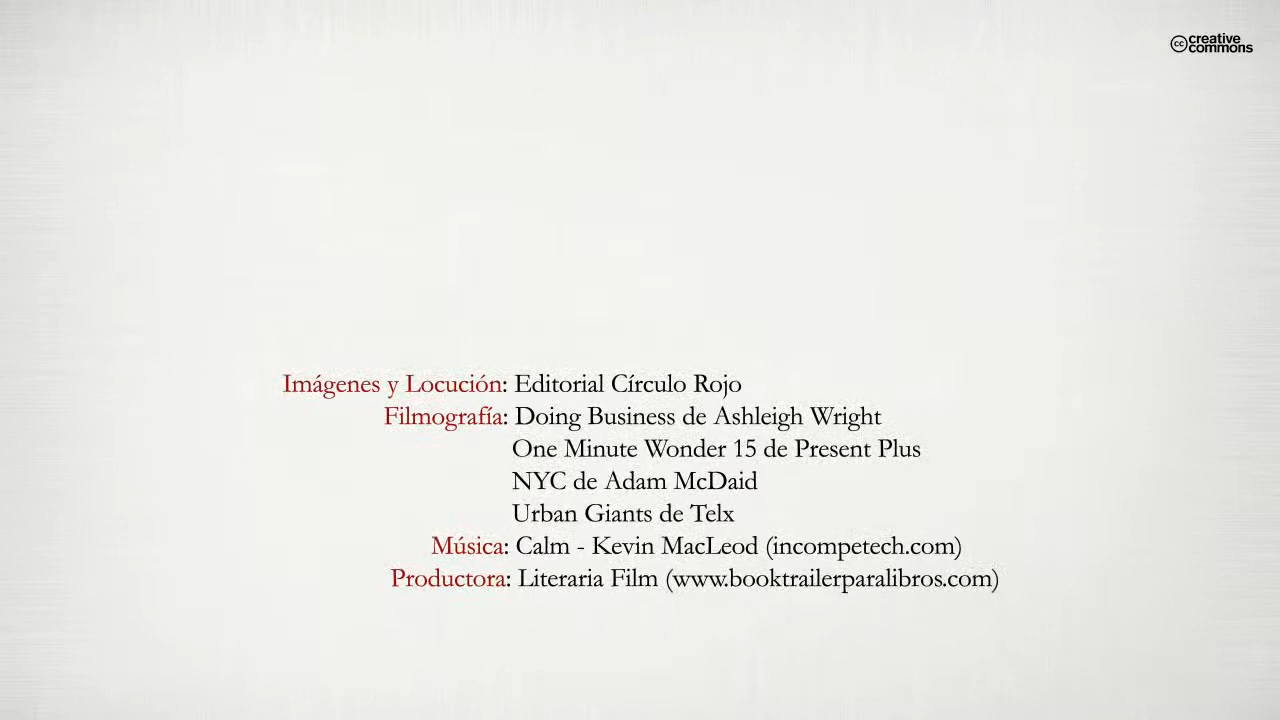 cc creative
commons
Imágenes y Locución: Editorial Círculo Rojo
Filmografía: Doing Business de Ashleigh Wright
One Minute Wonder 15 de Present Plus
NYC de Adam McDaid
Urban Giants de Telx
Música: Calm - Kevin MacLeod (incompetech.com)
Productora: Literaria Film (www.booktrailerparalibros.com)